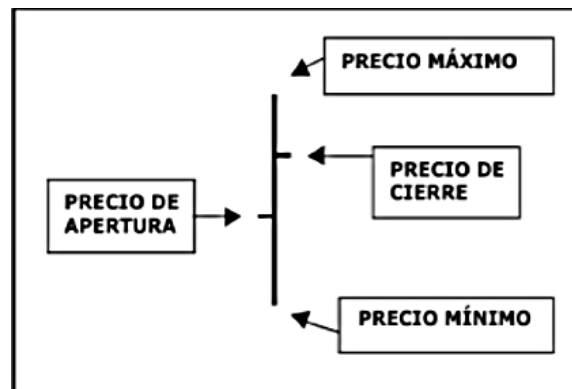 PRECIO MÁXIMO
PRECIO DE
CIERRE
PRECIO DE
APERTURA
PRECIO MÍNIMO